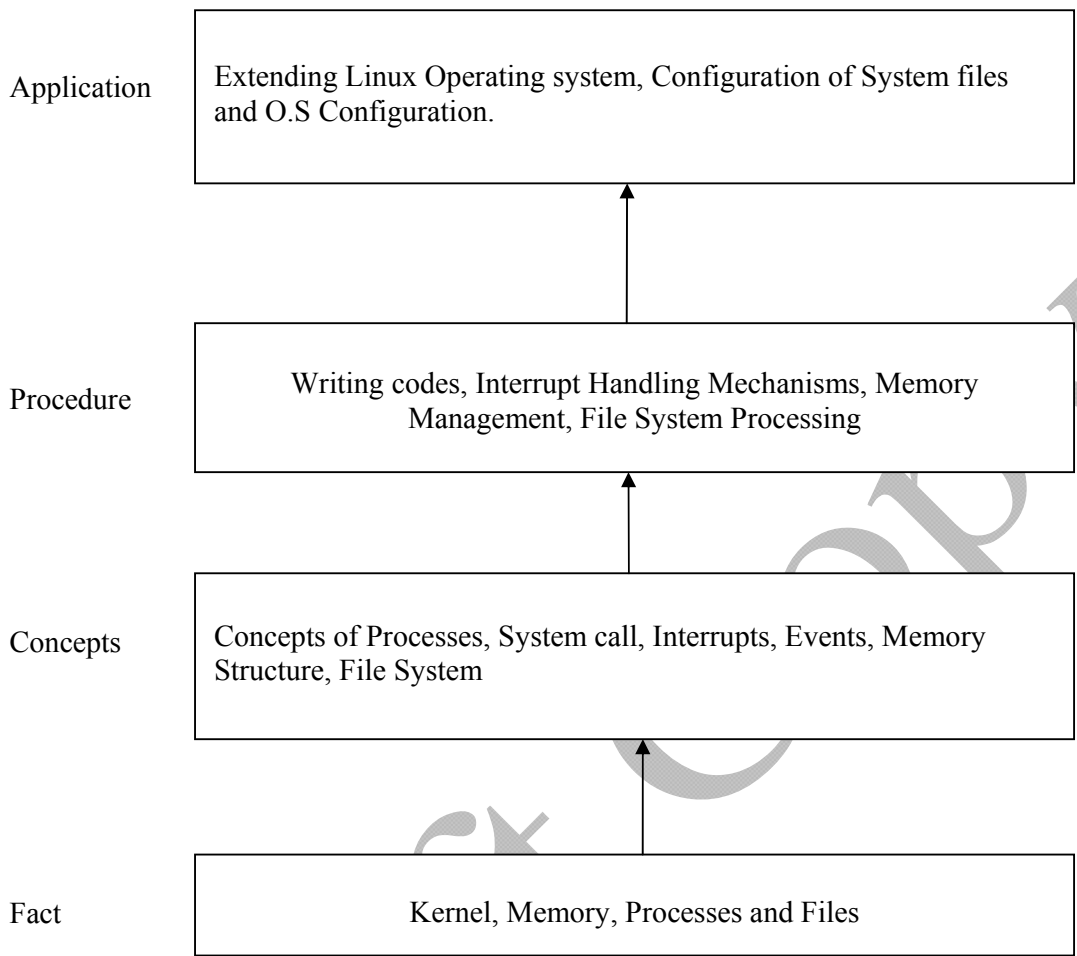 Application
Extending Linux Operating system, Configuration of System files
and O.S Configuration.
Procedure
Writing codes, Interrupt Handling Mechanisms, Memory
Management, File System Processing
Concepts
Concepts of Processes, System call, Interrupts, Events, Memory
Structure, File System
Fact
Kernel, Memory, Processes and Files